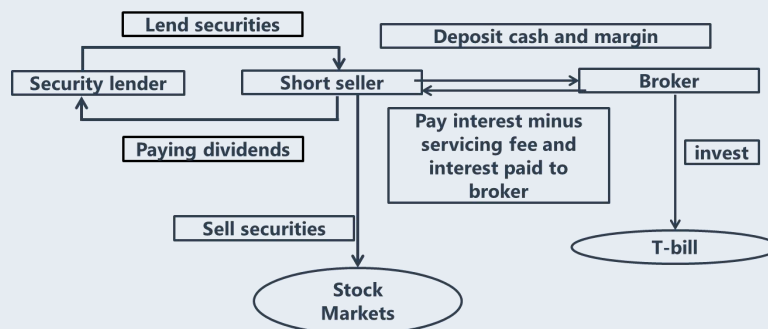 Lend securities
Deposit cash and margin
Security lender
Short seller
Broker
Pay interest minus
servicing fee and
interest paid to
broker
Paying dividends
invest
Sell securities
T-bill
Stock
Markets